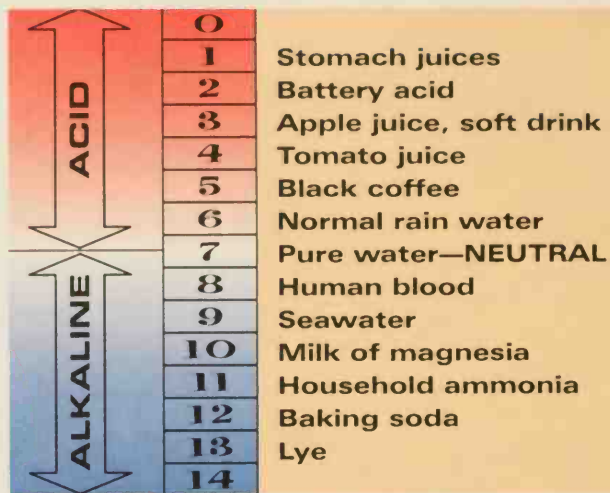 ACID
ALKALINE
0
1 Stomach juices
2 Battery acid
3 Apple juice, soft drink
4 Tomato juice
5 Black coffee
6 Normal rain water
7 Pure water—NEUTRAL
8 Human blood
9 Seawater
10 Milk of magnesia
11 Household ammonia
12 Baking soda
13 Lye
14